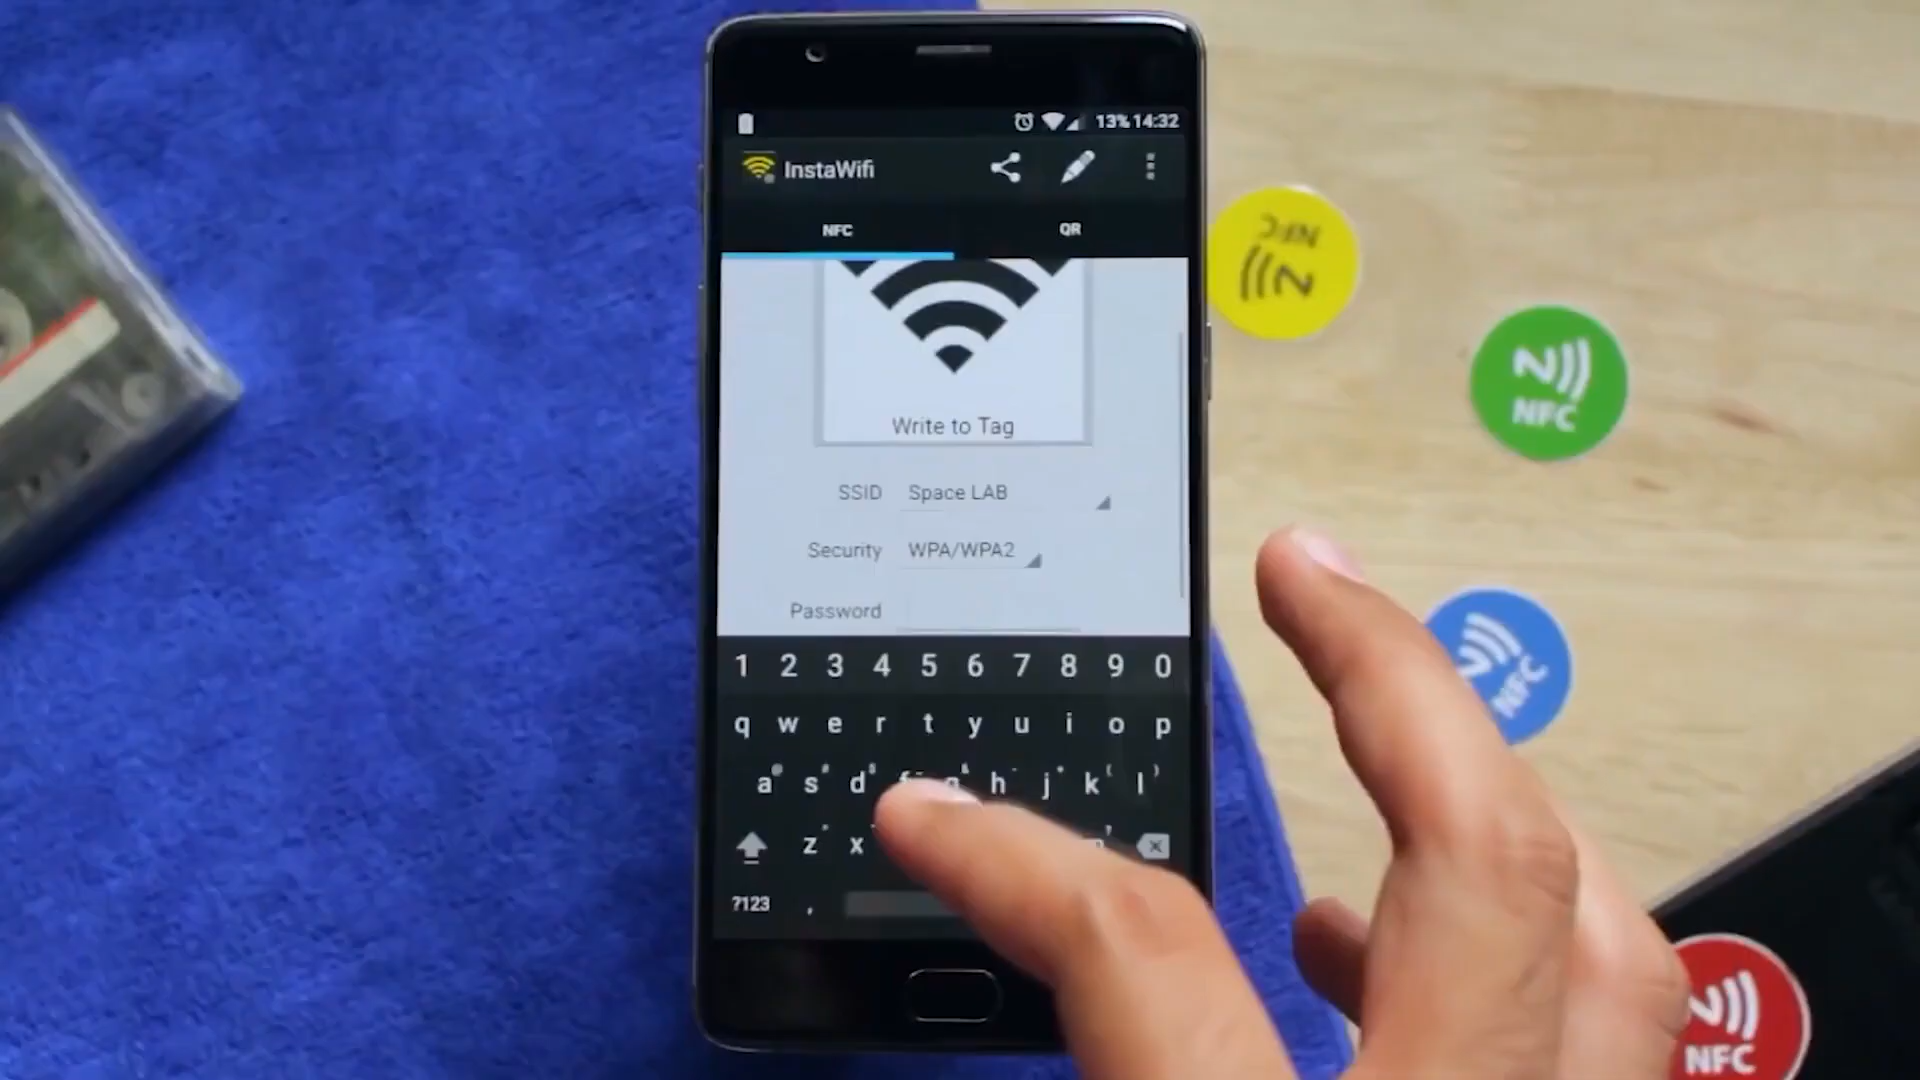 13% 14:32
InstaWifi
NFC
QR
Write to Tag
SSID Space LAB
Security WPA/WPA2
Password
1 2 3 4 5 6 7 8 9 0
q w e r t y u i o p
a s d f g h j k l
z x
?123 ,
NFC
NFC
NFC
NFC